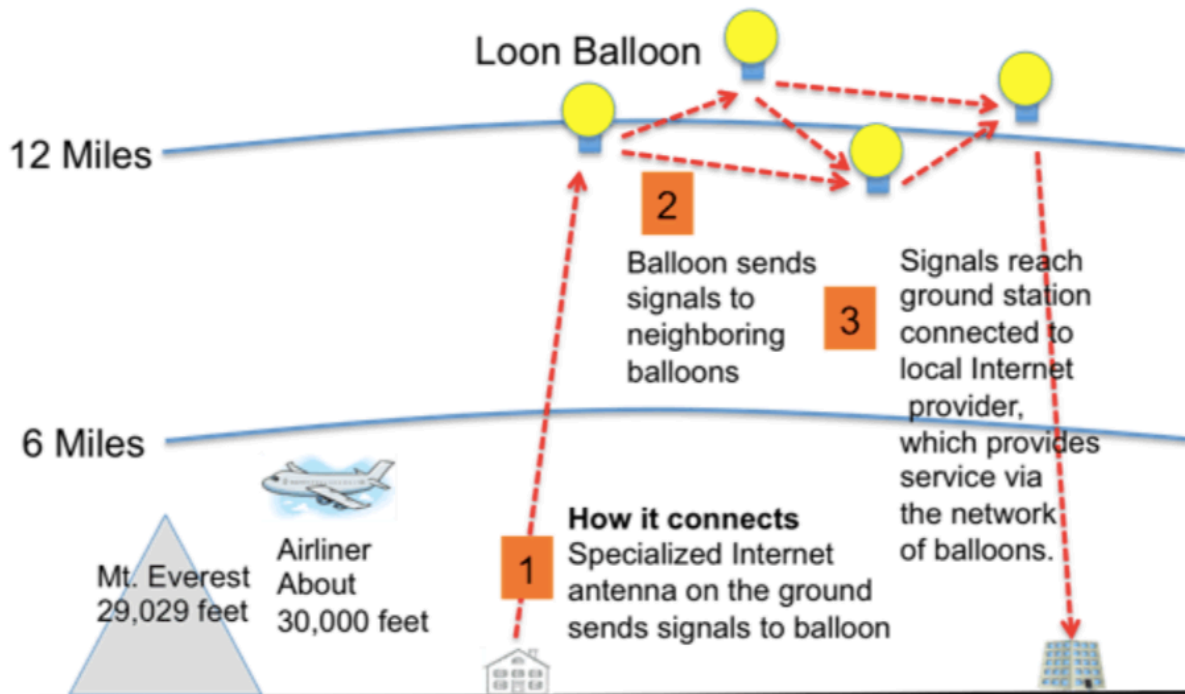 Loon Balloon
12 Miles
2
Balloon sends
signals to
neighboring
balloons
3
Signals reach
ground station
connected to
local Internet
provider,
which provides
service via
the network
of balloons.
6 Miles
Mt. Everest
29,029 feet
Airliner
About
30,000 feet
1
How it connects
Specialized Internet
antenna on the ground
sends signals to balloon